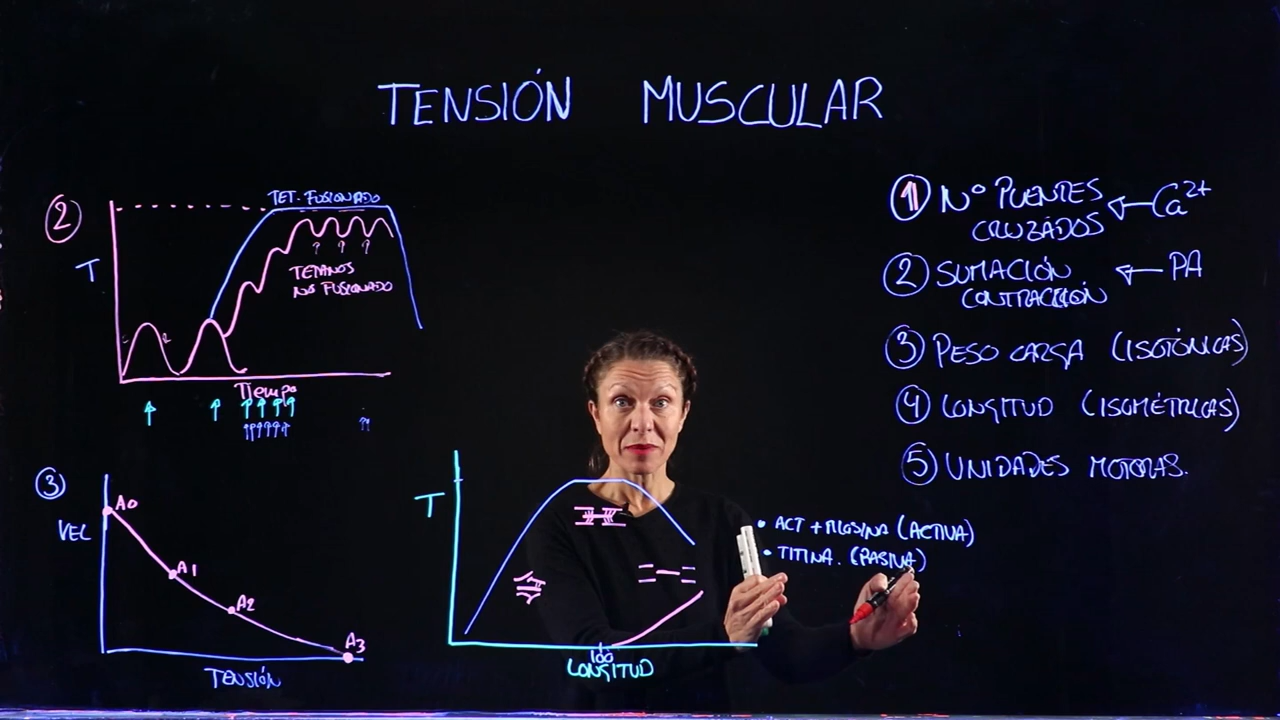 TENSIÓN MUSCULAR
2
TET. FUSIONADO
T
TETANOS
NO FUSIONADO
Tiempo
① Nº PUENTES CRUZADOS ← Ca²⁺
② SUMACIÓN CONTRACCIÓN ← PA
③ PESO CARGA (ISOTÓNICAS)
④ LONGITUD (ISOMÉTRICAS)
⑤ UNIDADES MOTORAS.
3
VEL
A0
A1
A2
A3
TENSIÓN
T
100
LONGITUD
• ACT + MIOSINA (ACTIVA)
• TITINA. (PASIVA)